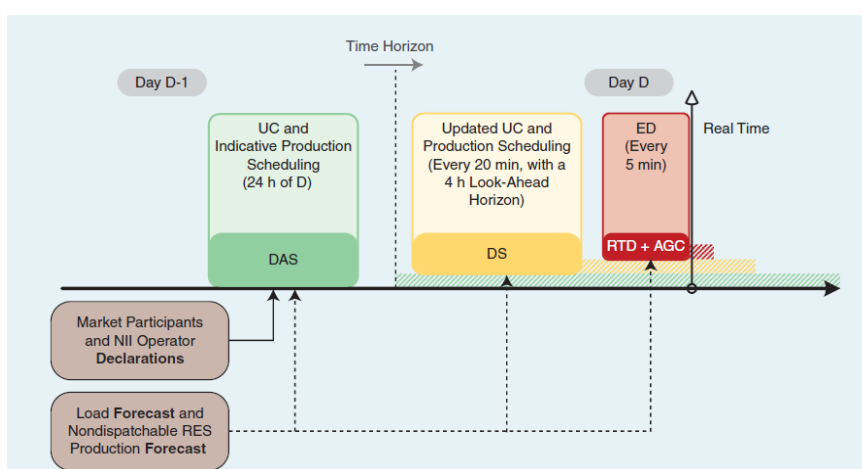 Time Horizon
Day D-1
Day D
UC and
Indicative Production
Scheduling
(24 h of D)
DAS
Updated UC and
Production Scheduling
(Every 20 min, with a
4 h Look-Ahead
Horizon)
DS
ED
(Every
5 min)
RTD + AGC
Real Time
Market Participants
and NII Operator
Declarations
Load Forecast and
Nondispatchable RES
Production Forecast